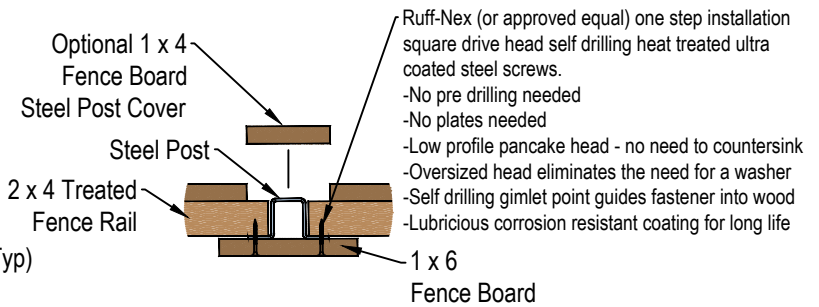 Optional 1 x 4
Fence Board
Steel Post Cover
Steel Post
2 x 4 Treated
Fence Rail
Typ)
Ruff-Nex (or approved equal) one step installation
square drive head self drilling heat treated ultra
coated steel screws.
-No pre drilling needed
-No plates needed
-Low profile pancake head - no need to countersink
-Oversized head eliminates the need for a washer
-Self drilling gimlet point guides fastener into wood
-Lubricious corrosion resistant coating for long life
1 x 6
Fence Board